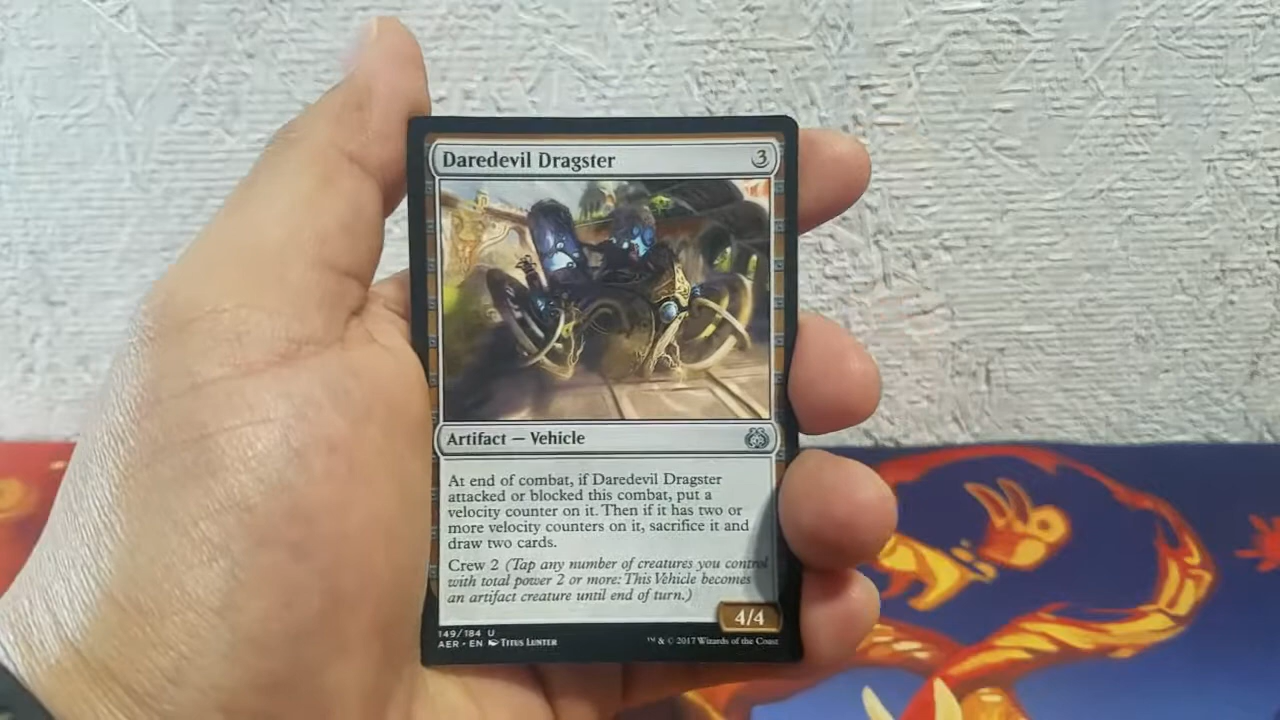 Daredevil Dragster 3
Artifact — Vehicle
At end of combat, if Daredevil Dragster
attacked or blocked this combat, put a
velocity counter on it. Then if it has two or
more velocity counters on it, sacrifice it and
draw two cards.
Crew 2 (Tap any number of creatures you control
with total power 2 or more: This Vehicle becomes
an artifact creature until end of turn.)
4/4
149/184 U
AER • EN Titus Lunter
™ & © 2017 Wizards of the Coast